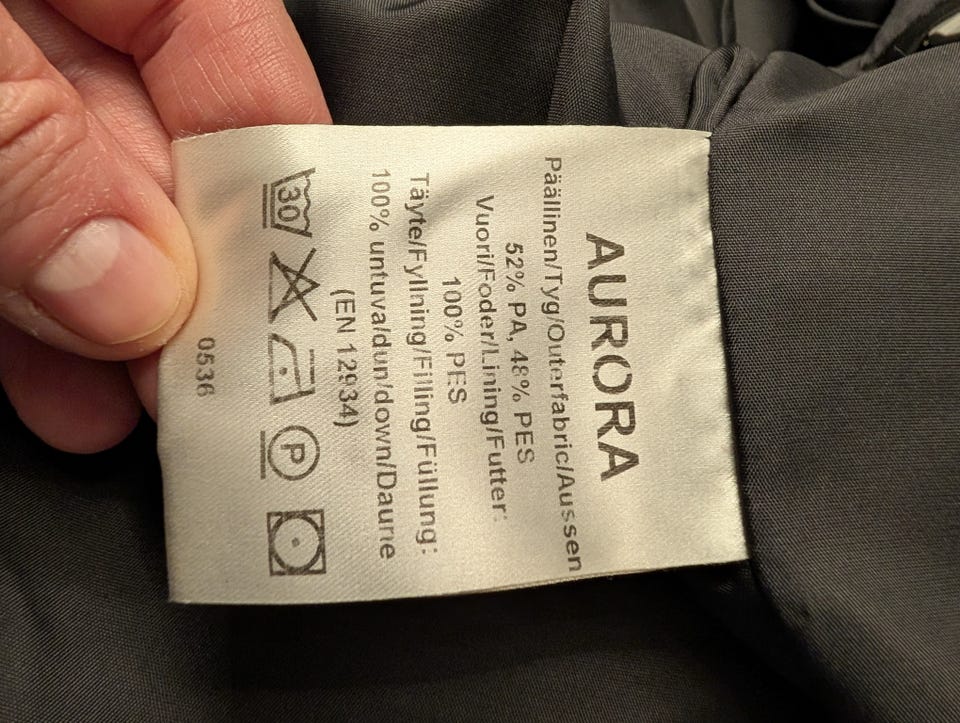 AURORA
Päällinen/Tyg/Outerfabric/Aussen
52% PA, 48% PES
Vuori/Foder/Lining/Futter:
100% PES
Täyte/Fyllning/Filling/Füllung:
100% untuva/dun/down/Daune
(EN 12934)
30 P
0536